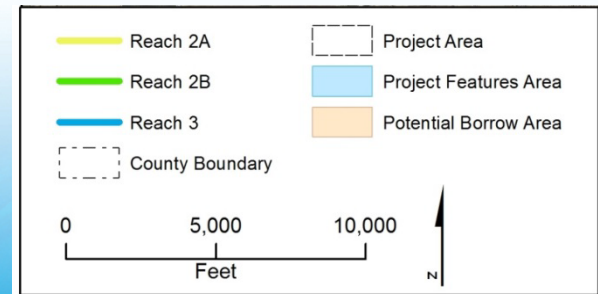 Reach 2A
Reach 2B
Reach 3
County Boundary
Project Area
Project Features Area
Potential Borrow Area
0 5,000 10,000
Feet
N